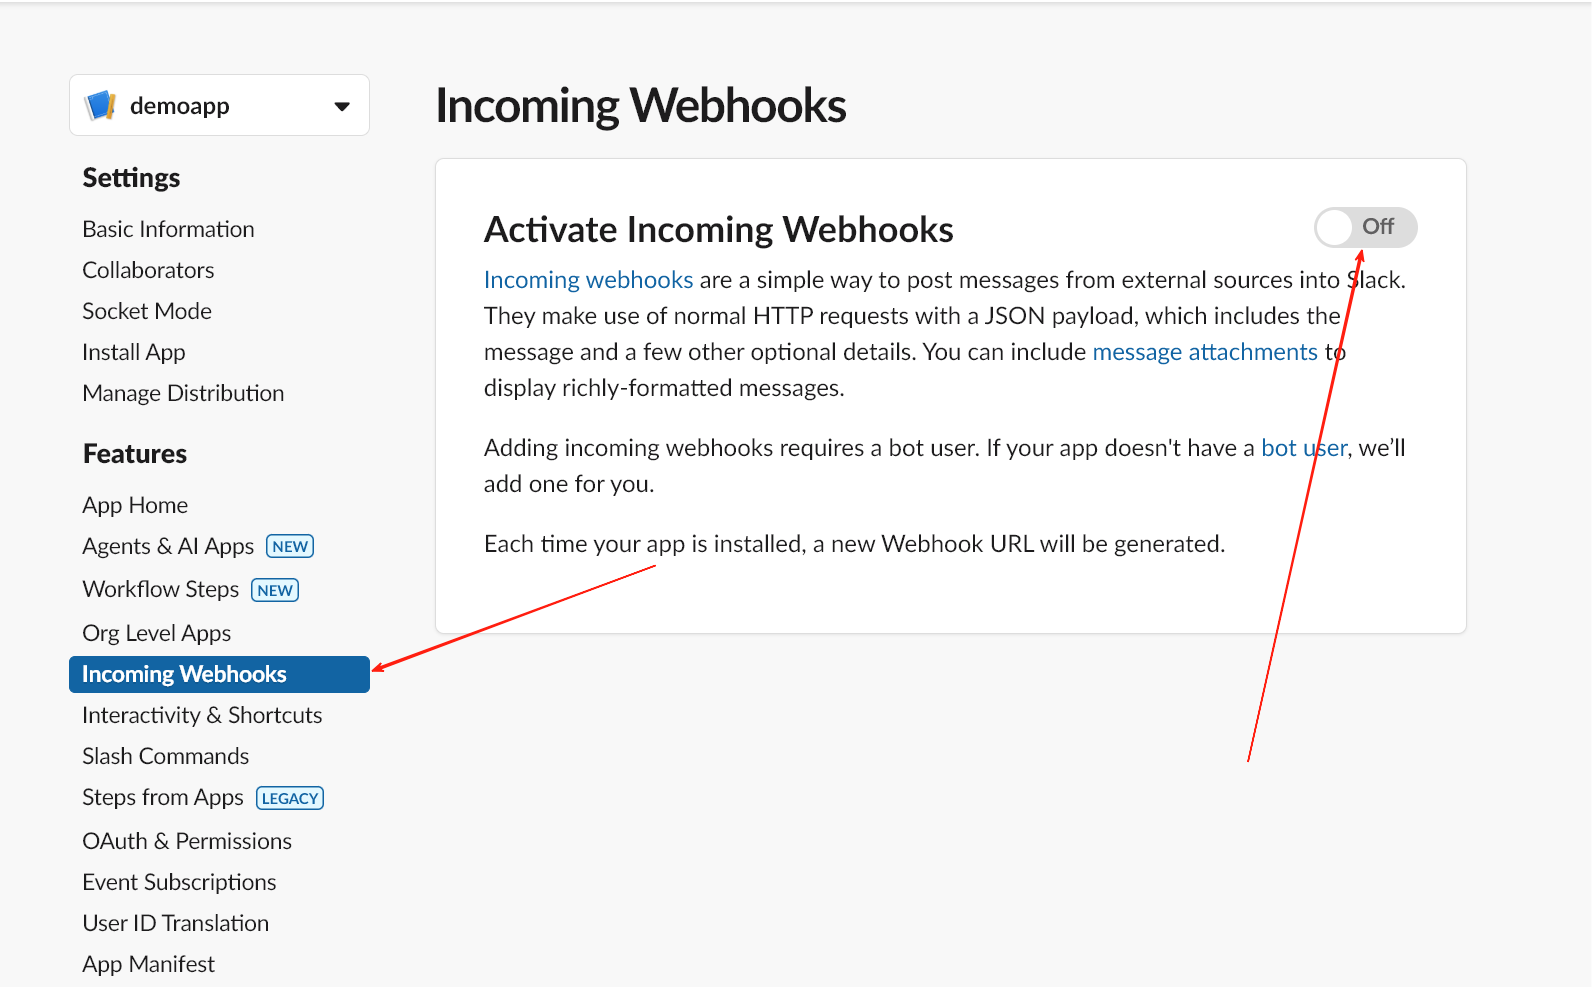 demoapp
Settings
Basic Information
Collaborators
Socket Mode
Install App
Manage Distribution
Features
App Home
Agents & AI Apps NEW
Workflow Steps NEW
Org Level Apps
Incoming Webhooks
Interactivity & Shortcuts
Slash Commands
Steps from Apps LEGACY
OAuth & Permissions
Event Subscriptions
User ID Translation
App Manifest
Incoming Webhooks
Activate Incoming Webhooks
Off
Incoming webhooks are a simple way to post messages from external sources into Slack.
They make use of normal HTTP requests with a JSON payload, which includes the
message and a few other optional details. You can include message attachments to
display richly-formatted messages.
Adding incoming webhooks requires a bot user. If your app doesn't have a bot user, we’ll
add one for you.
Each time your app is installed, a new Webhook URL will be generated.